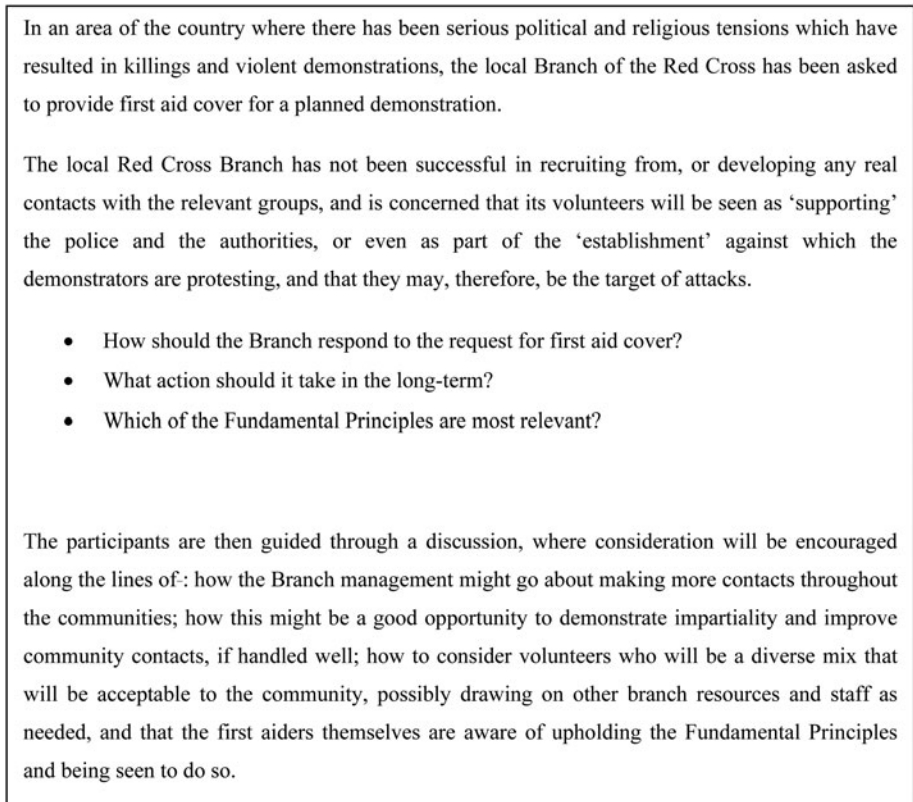 In an area of the country where there has been serious political and religious tensions which have
resulted in killings and violent demonstrations, the local Branch of the Red Cross has been asked
to provide first aid cover for a planned demonstration.
The local Red Cross Branch has not been successful in recruiting from, or developing any real
contacts with the relevant groups, and is concerned that its volunteers will be seen as ‘supporting’
the police and the authorities, or even as part of the ‘establishment’ against which the
demonstrators are protesting, and that they may, therefore, be the target of attacks.
• How should the Branch respond to the request for first aid cover?
• What action should it take in the long-term?
• Which of the Fundamental Principles are most relevant?
The participants are then guided through a discussion, where consideration will be encouraged
along the lines of-: how the Branch management might go about making more contacts throughout
the communities; how this might be a good opportunity to demonstrate impartiality and improve
community contacts, if handled well; how to consider volunteers who will be a diverse mix that
will be acceptable to the community, possibly drawing on other branch resources and staff as
needed, and that the first aiders themselves are aware of upholding the Fundamental Principles
and being seen to do so.